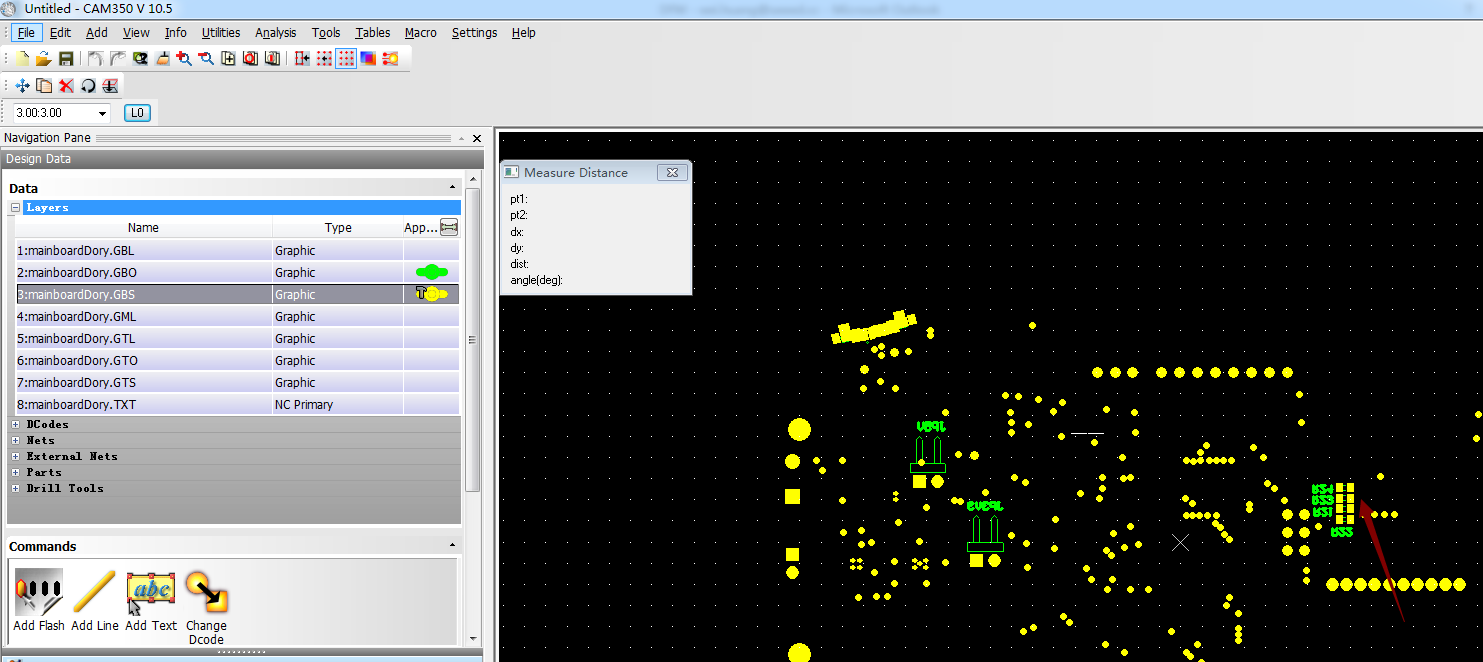 Untitled - CAM350 V 10.5
File Edit Add View Info Utilities Analysis Tools Tables Macro Settings Help
3.00:3.00 L0
Navigation Pane
Design Data
Data
Layers
Name Type App...
1:mainboardDory.GBL Graphic
2:mainboardDory.GBO Graphic
3:mainboardDory.GBS Graphic
4:mainboardDory.GML Graphic
5:mainboardDory.GTL Graphic
6:mainboardDory.GTO Graphic
7:mainboardDory.GTS Graphic
8:mainboardDory.TXT NC Primary
DCodes
Nets
External Nets
Parts
Drill Tools
Commands
Add Flash Add Line abc Add Text Change Dcode
Measure Distance
pt1:
pt2:
dx:
dy:
dist:
angle(deg):